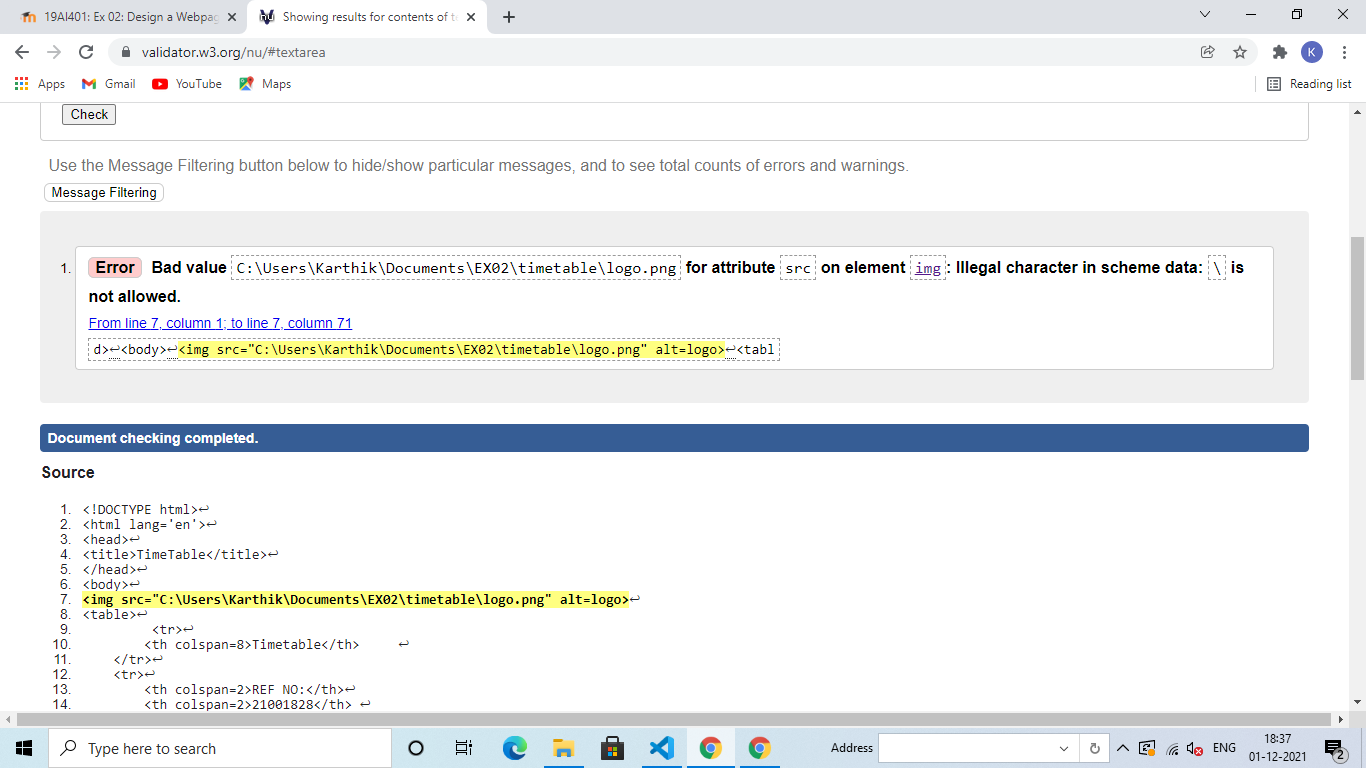 19AI401: Ex 02: Design a Webpag
Showing results for contents of t
validator.w3.org/nu/#textarea
K
Apps
Gmail
YouTube
Maps
Reading list
Check
Use the Message Filtering button below to hide/show particular messages, and to see total counts of errors and warnings.
Message Filtering
1. Error Bad value C:\Users\Karthik\Documents\EX02\timetable\logo.png for attribute src on element img: Illegal character in scheme data: \ is
not allowed.
From line 7, column 1; to line 7, column 71
d>↩<body>↩<img src="C:\Users\Karthik\Documents\EX02\timetable\logo.png" alt=logo>↩<tabl
Document checking completed.
Source
1. <!DOCTYPE html>↩
2. <html lang='en'>↩
3. <head>↩
4. <title>TimeTable</title>↩
5. </head>↩
6. <body>↩
7. <img src="C:\Users\Karthik\Documents\EX02\timetable\logo.png" alt=logo>↩
8. <table>↩
9. <tr>↩
10. <th colspan=8>Timetable</th> ↩
11. </tr>↩
12. <tr>↩
13. <th colspan=2>REF NO:</th>↩
14. <th colspan=2>21001828</th> ↩
Type here to search
Address
ENG
18:37
01-12-2021
2